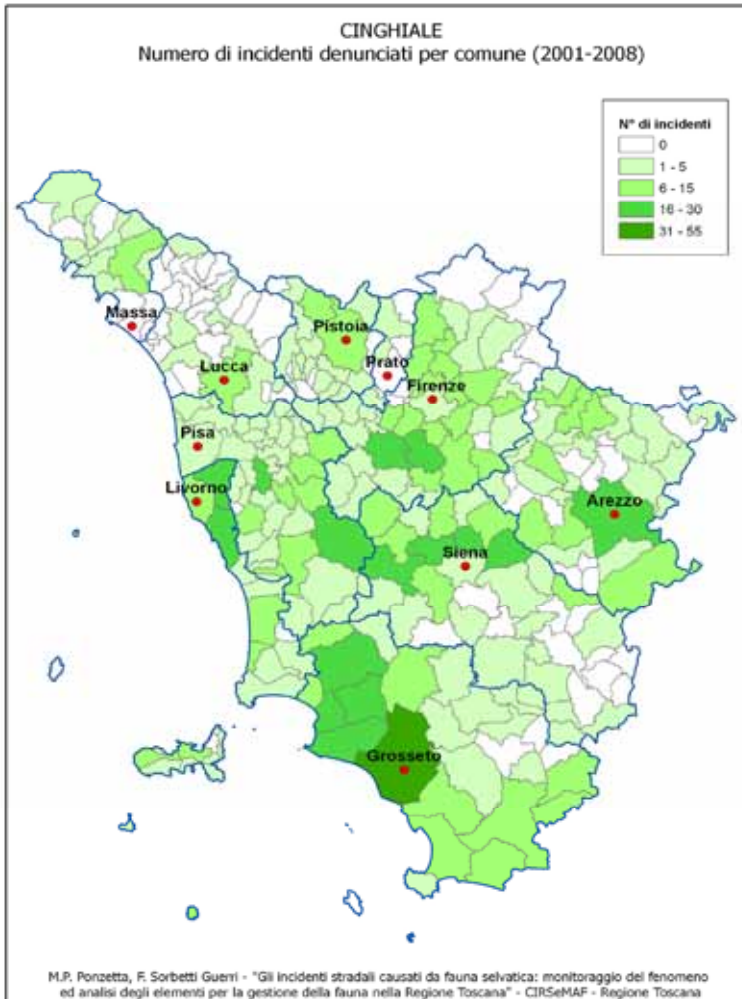 CINGHIALE
Numero di incidenti denunciati per comune (2001-2008)
N° di incidenti
0
1 - 5
6 - 15
16 - 30
31 - 55
Massa
Pistoia
Prato
Lucca
Firenze
Pisa
Livorno
Arezzo
Siena
Grosseto
M.P. Ponzetta, F. Sorbetti Guerri - "Gli incidenti stradali causati da fauna selvatica: monitoraggio del fenomeno
ed analisi degli elementi per la gestione della fauna nella Regione Toscana" - CIRSeMAF - Regione Toscana